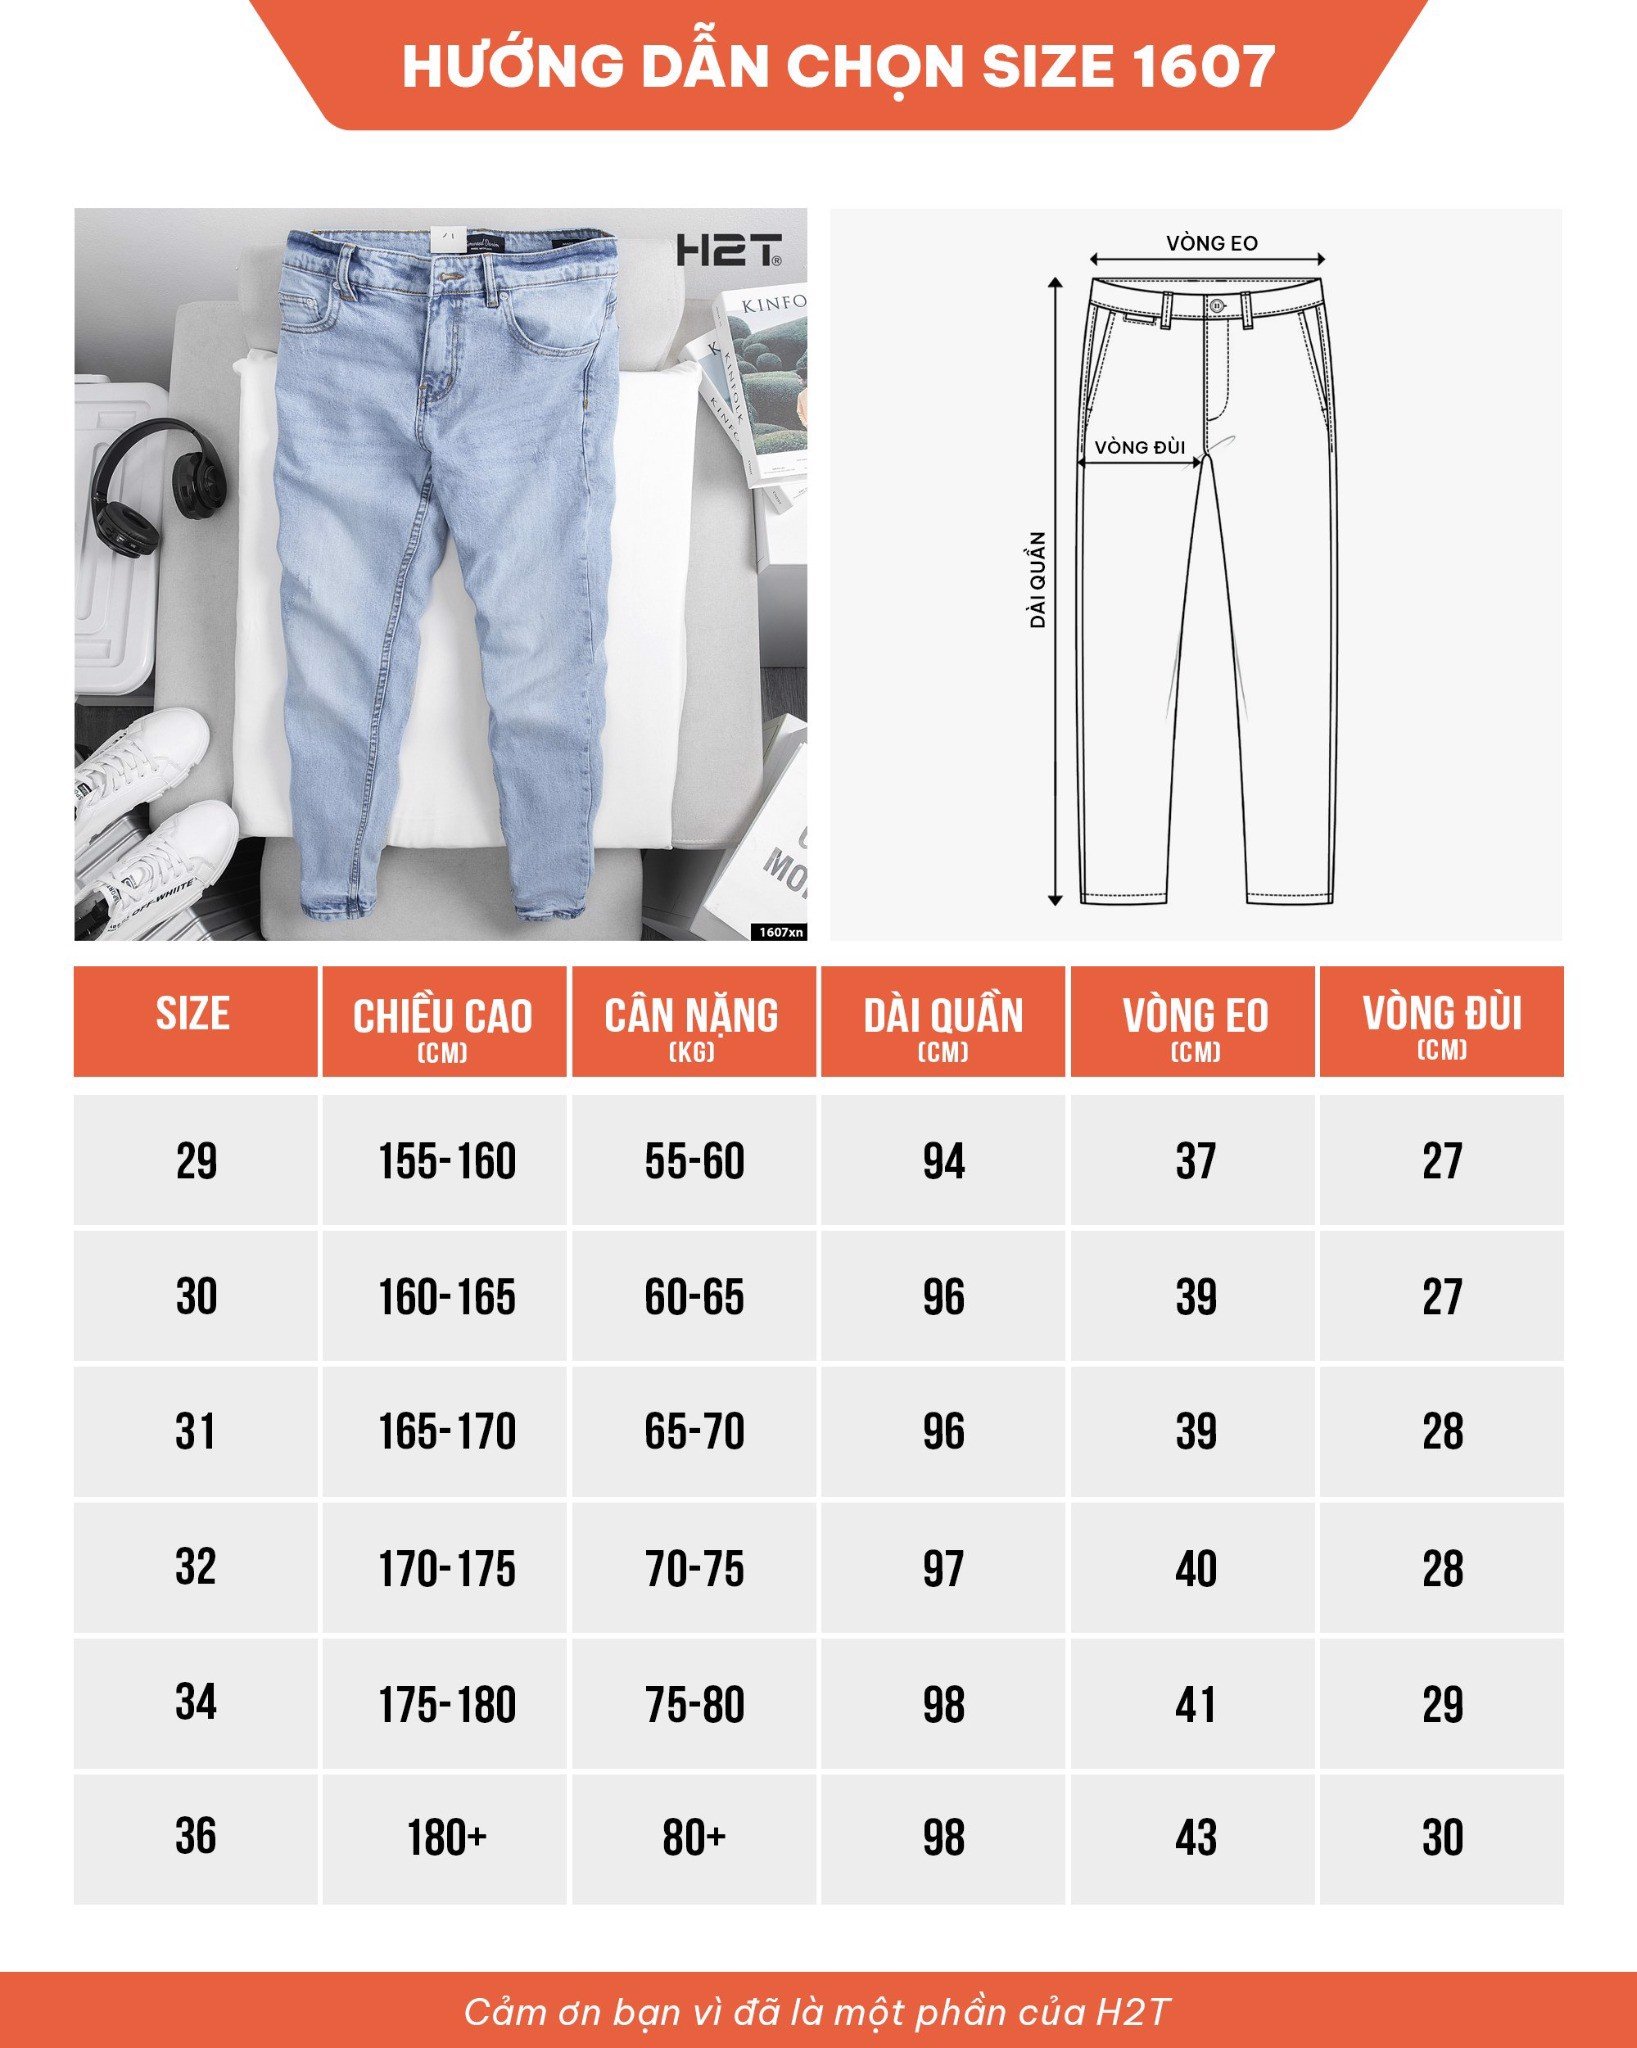 HƯỚNG DẪN CHỌN SIZE 1607
H2T®
KINFO
KINFOLK
KINFO
OFF-WHITE
MO
1607xn
VÒNG EO
VÒNG ĐÙI
DÀI QUẦN
SIZE CHIỀU CAO CÂN NẶNG DÀI QUẦN VÒNG EO VÒNG ĐÙI
(CM) (KG) (CM) (CM) (CM)
29 155-160 55-60 94 37 27
30 160-165 60-65 96 39 27
31 165-170 65-70 96 39 28
32 170-175 70-75 97 40 28
34 175-180 75-80 98 41 29
36 180+ 80+ 98 43 30
Cảm ơn bạn vì đã là một phần của H2T